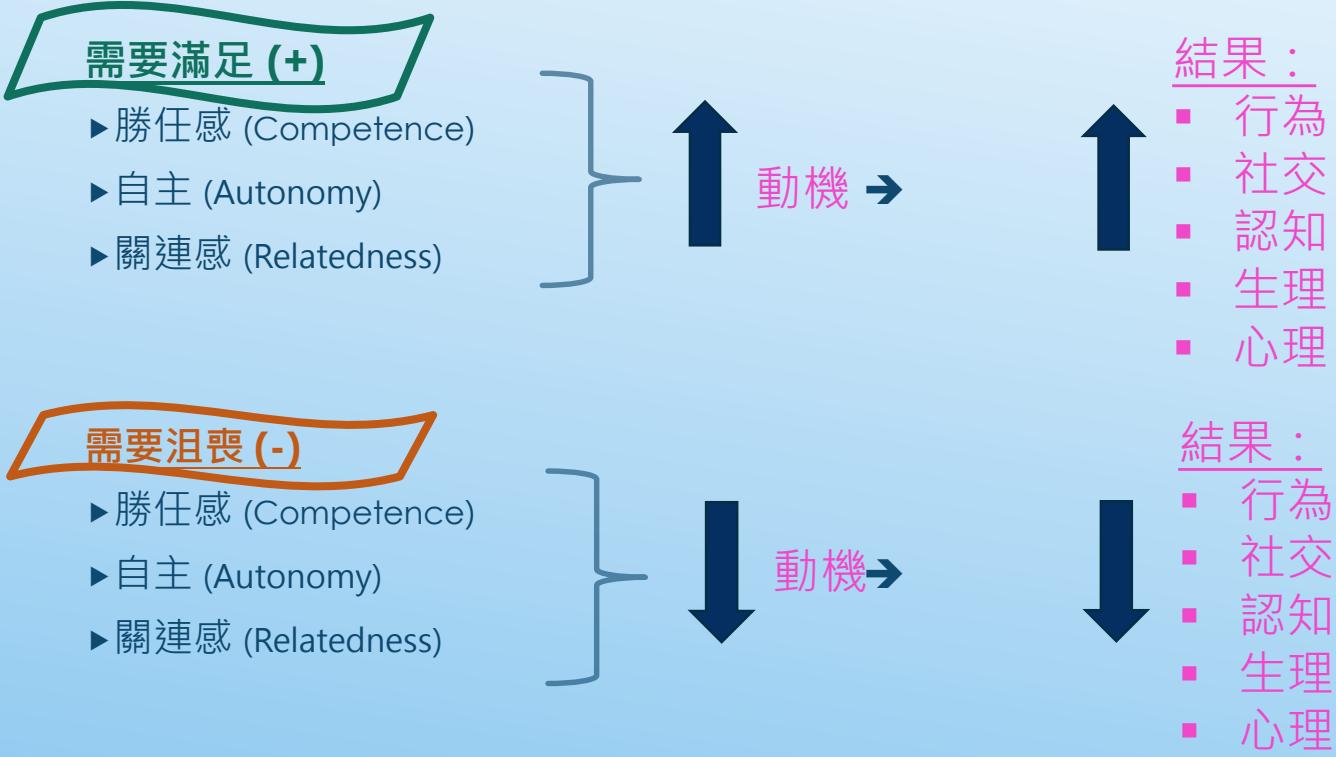 需要滿足 (+)
▶勝任感 (Competence)
▶自主 (Autonomy)
▶關連感 (Relatedness)
動機 ➔
結果：
▪ 行為
▪ 社交
▪ 認知
▪ 生理
▪ 心理
需要沮喪 (-)
▶勝任感 (Competence)
▶自主 (Autonomy)
▶關連感 (Relatedness)
動機➔
結果：
▪ 行為
▪ 社交
▪ 認知
▪ 生理
▪ 心理